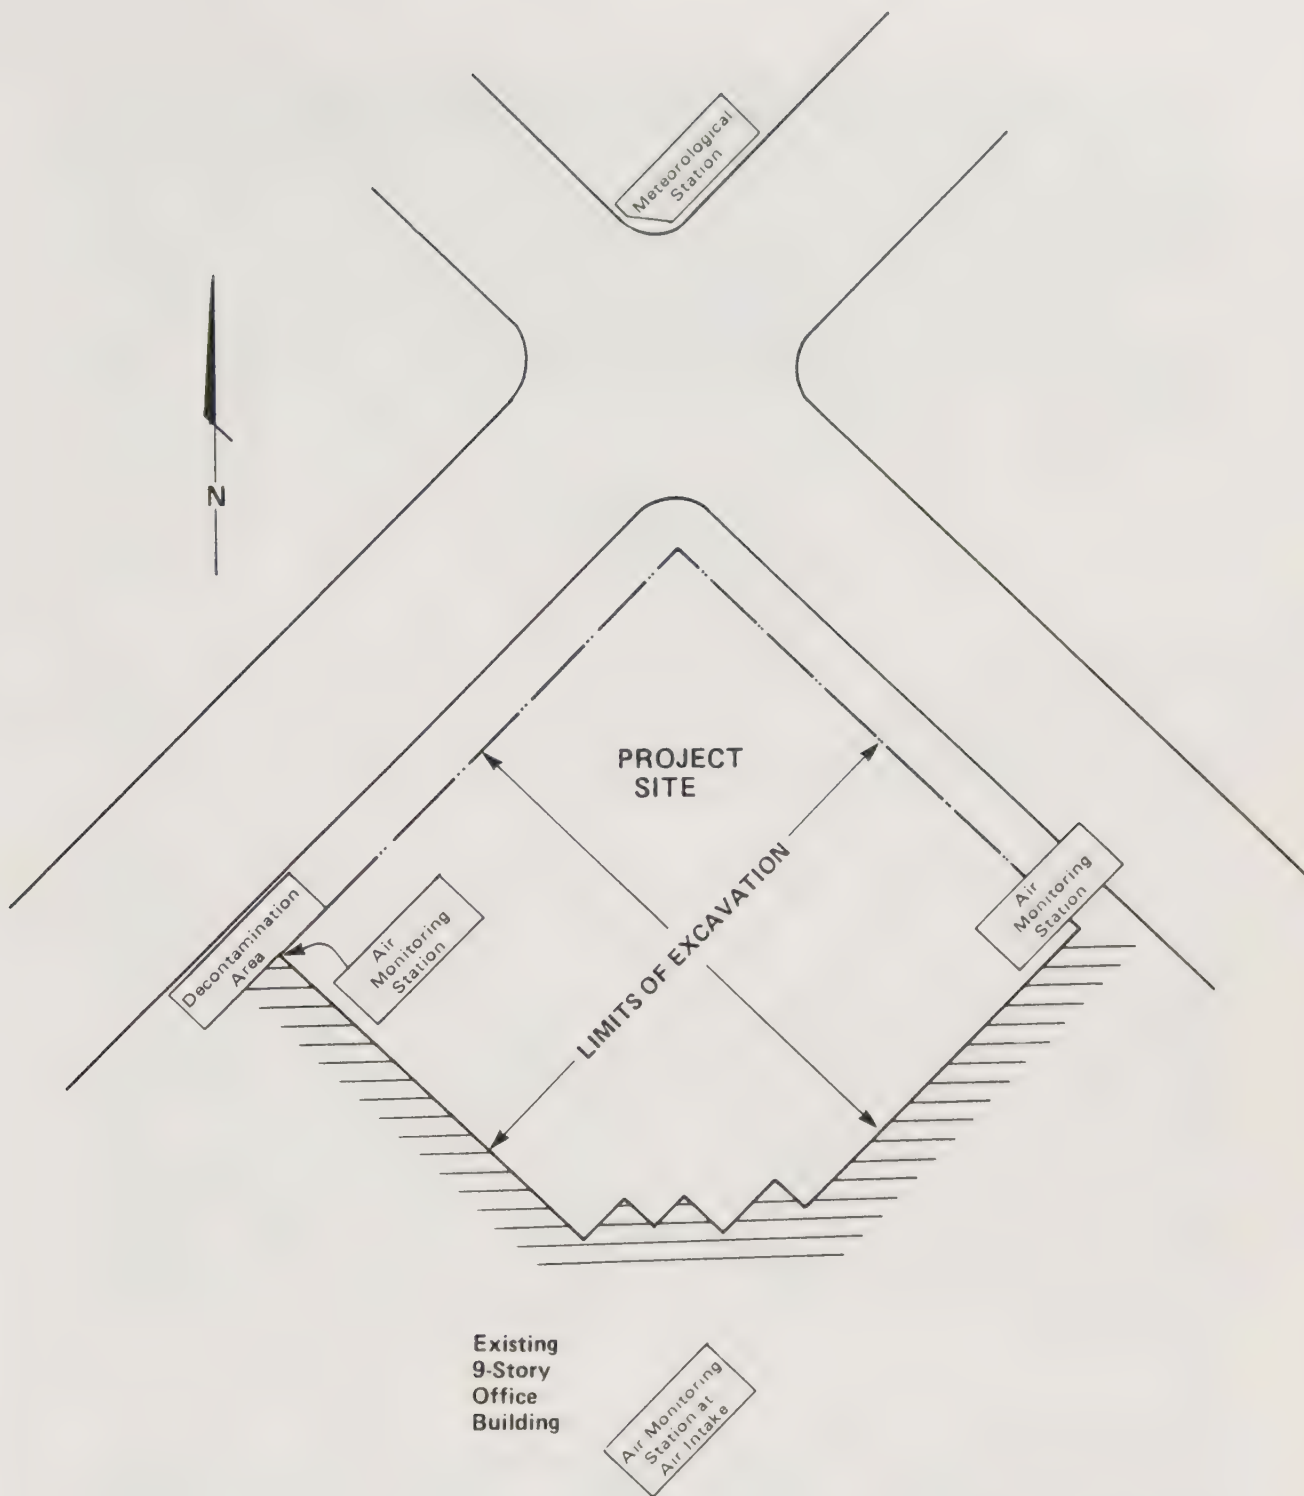 Meteorological
Station
N
PROJECT
SITE
LIMITS OF EXCAVATION
Air
Monitoring
Station
Decontamination
Area
Air
Monitoring
Station
Existing
9-Story
Office
Building
Air Monitoring
Station at
Air Intake